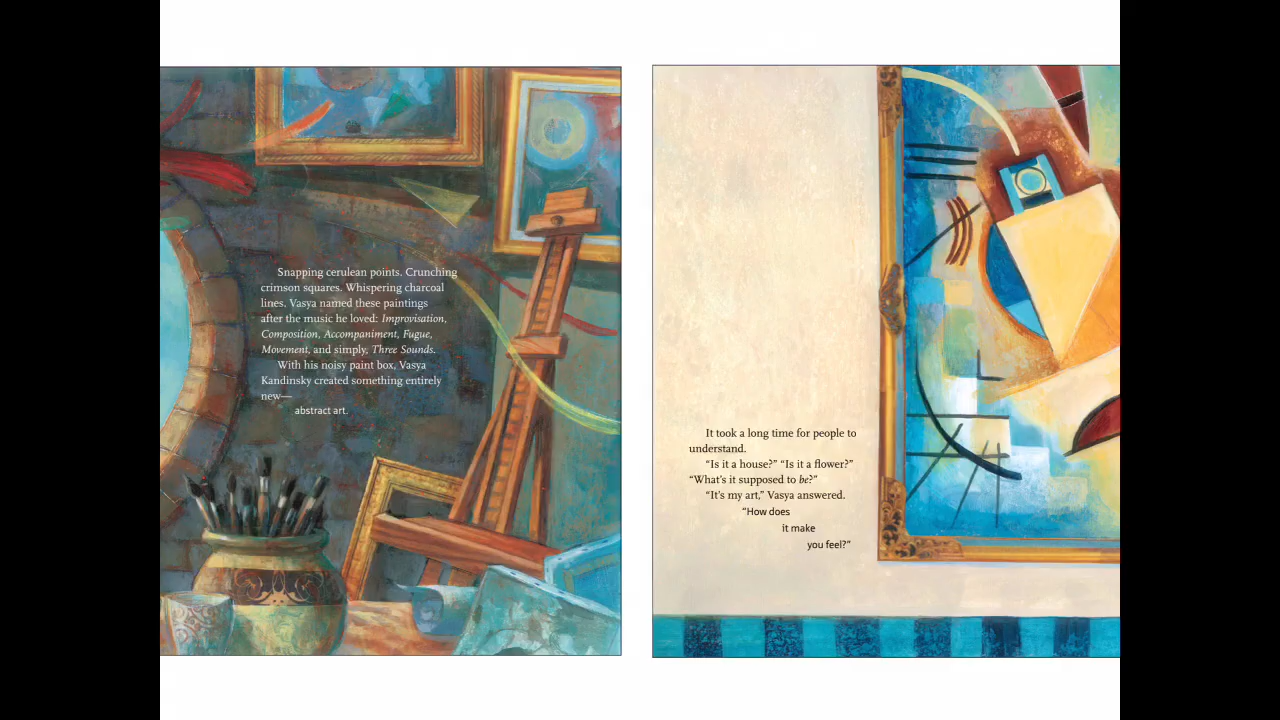 Snapping cerulean points. Crunching
crimson squares. Whispering charcoal
lines. Vasya named these paintings
after the music he loved: Improvisation,
Composition, Accompaniment, Fugue,
Movement, and simply, Three Sounds.
With his noisy paint box, Vasya
Kandinsky created something entirely
new—
abstract art.
It took a long time for people to
understand.
“Is it a house?” “Is it a flower?”
“What’s it supposed to be?”
“It’s my art,” Vasya answered.
“How does
it make
you feel?”